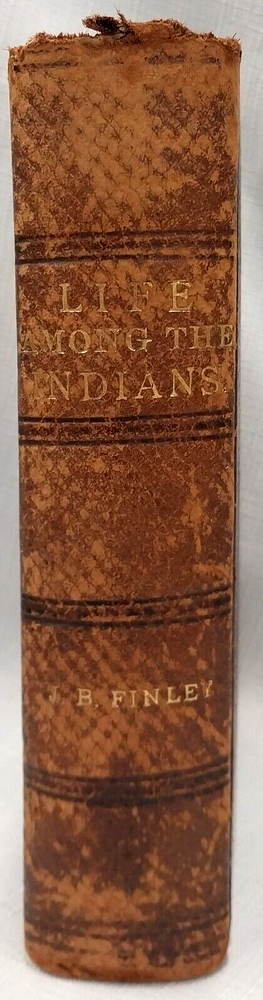 LIFE
AMONG THE
INDIANS.
J. B. FINLEY